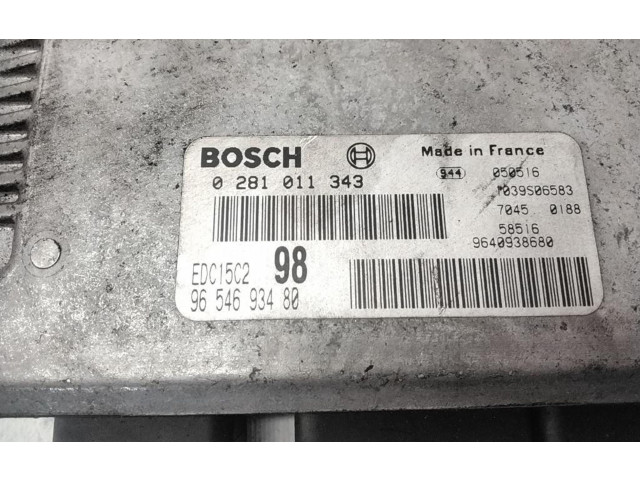 BOSCH
Made in France
0 281 011 343
944 050516
1039S06583
7045 0188
58516
9640938680
EDC15C2 98
96 546 934 80